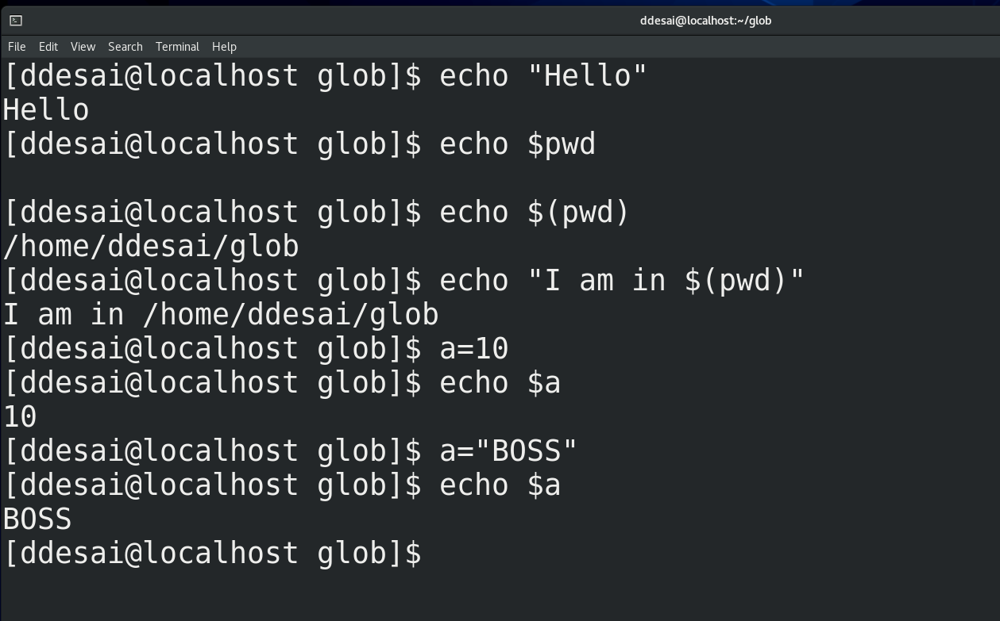 ddesai@localhost:~/glob
File Edit View Search Terminal Help
[ddesai@localhost glob]$ echo "Hello"
Hello
[ddesai@localhost glob]$ echo $pwd

[ddesai@localhost glob]$ echo $(pwd)
/home/ddesai/glob
[ddesai@localhost glob]$ echo "I am in $(pwd)"
I am in /home/ddesai/glob
[ddesai@localhost glob]$ a=10
[ddesai@localhost glob]$ echo $a
10
[ddesai@localhost glob]$ a="BOSS"
[ddesai@localhost glob]$ echo $a
BOSS
[ddesai@localhost glob]$